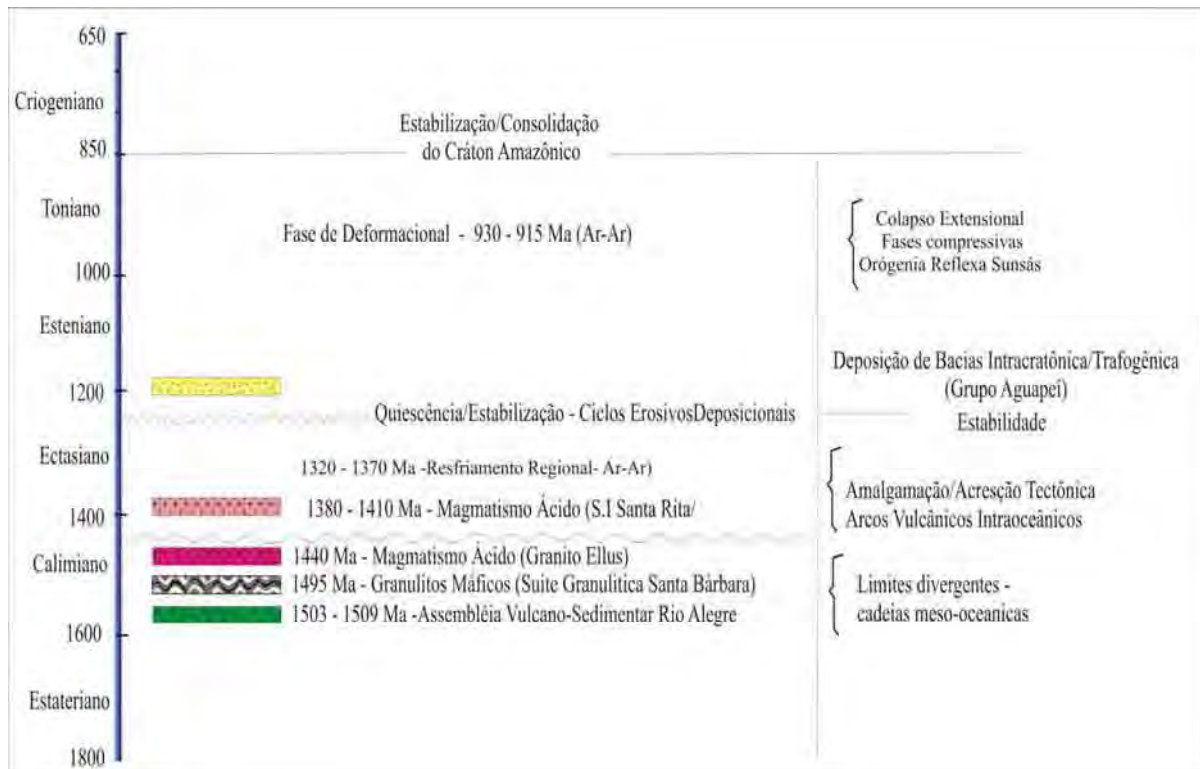 650
Criogeniano
Estabilização/Consolidação
850
do Cráton Amazônico
Toniano
Fase de Deformacional - 930 - 915 Ma (Ar-Ar)
Colapso Extensional
Fases compressivas
Orógenia Reflexa Sunsás
1000
Esteniano
Deposição de Bacias Intracratônica/Trafogênica
(Grupo Aguapeí)
1200
Quiescência/Estabilização - Ciclos ErosivosDeposicionais
Estabilidade
Ectasiano
1320 - 1370 Ma -Resfriamento Regional- Ar-Ar)
1380 - 1410 Ma - Magmatismo Ácido (S.I Santa Rita/
Amalgamação/Acresção Tectônica
Arcos Vulcânicos Intraoceânicos
1400
Calimiano
1440 Ma - Magmatismo Ácido (Granito Ellus)
1495 Ma - Granulitos Máficos (Suite Granulitica Santa Bárbara)
1503 - 1509 Ma -Assembléia Vulcano-Sedimentar Rio Alegre
Limites divergentes -
cadeias meso-oceanicas
1600
Estateriano
1800